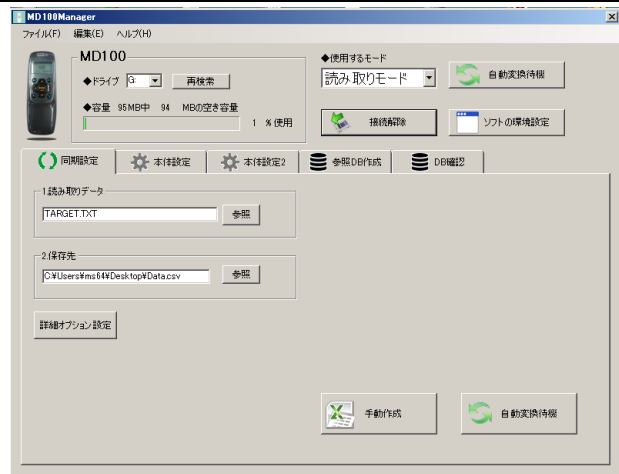 MD100Manager
ファイル(F) 編集(E) ヘルプ(H)
MD100
◆ドライブ G: 再検索
◆容量 95MB中 94 MBの空き容量
1 %使用
◆使用するモード
読み取りモード
自動変換待機
接続解除
ソフトの環境設定
同期設定 本体設定 本体設定2 参照DB作成 DB確認
1.読み取りデータ
TARGET.TXT 参照
2.保存先
C:¥Users¥ms64¥Desktop¥Data.csv 参照
詳細オプション設定
手動作成 自動変換待機